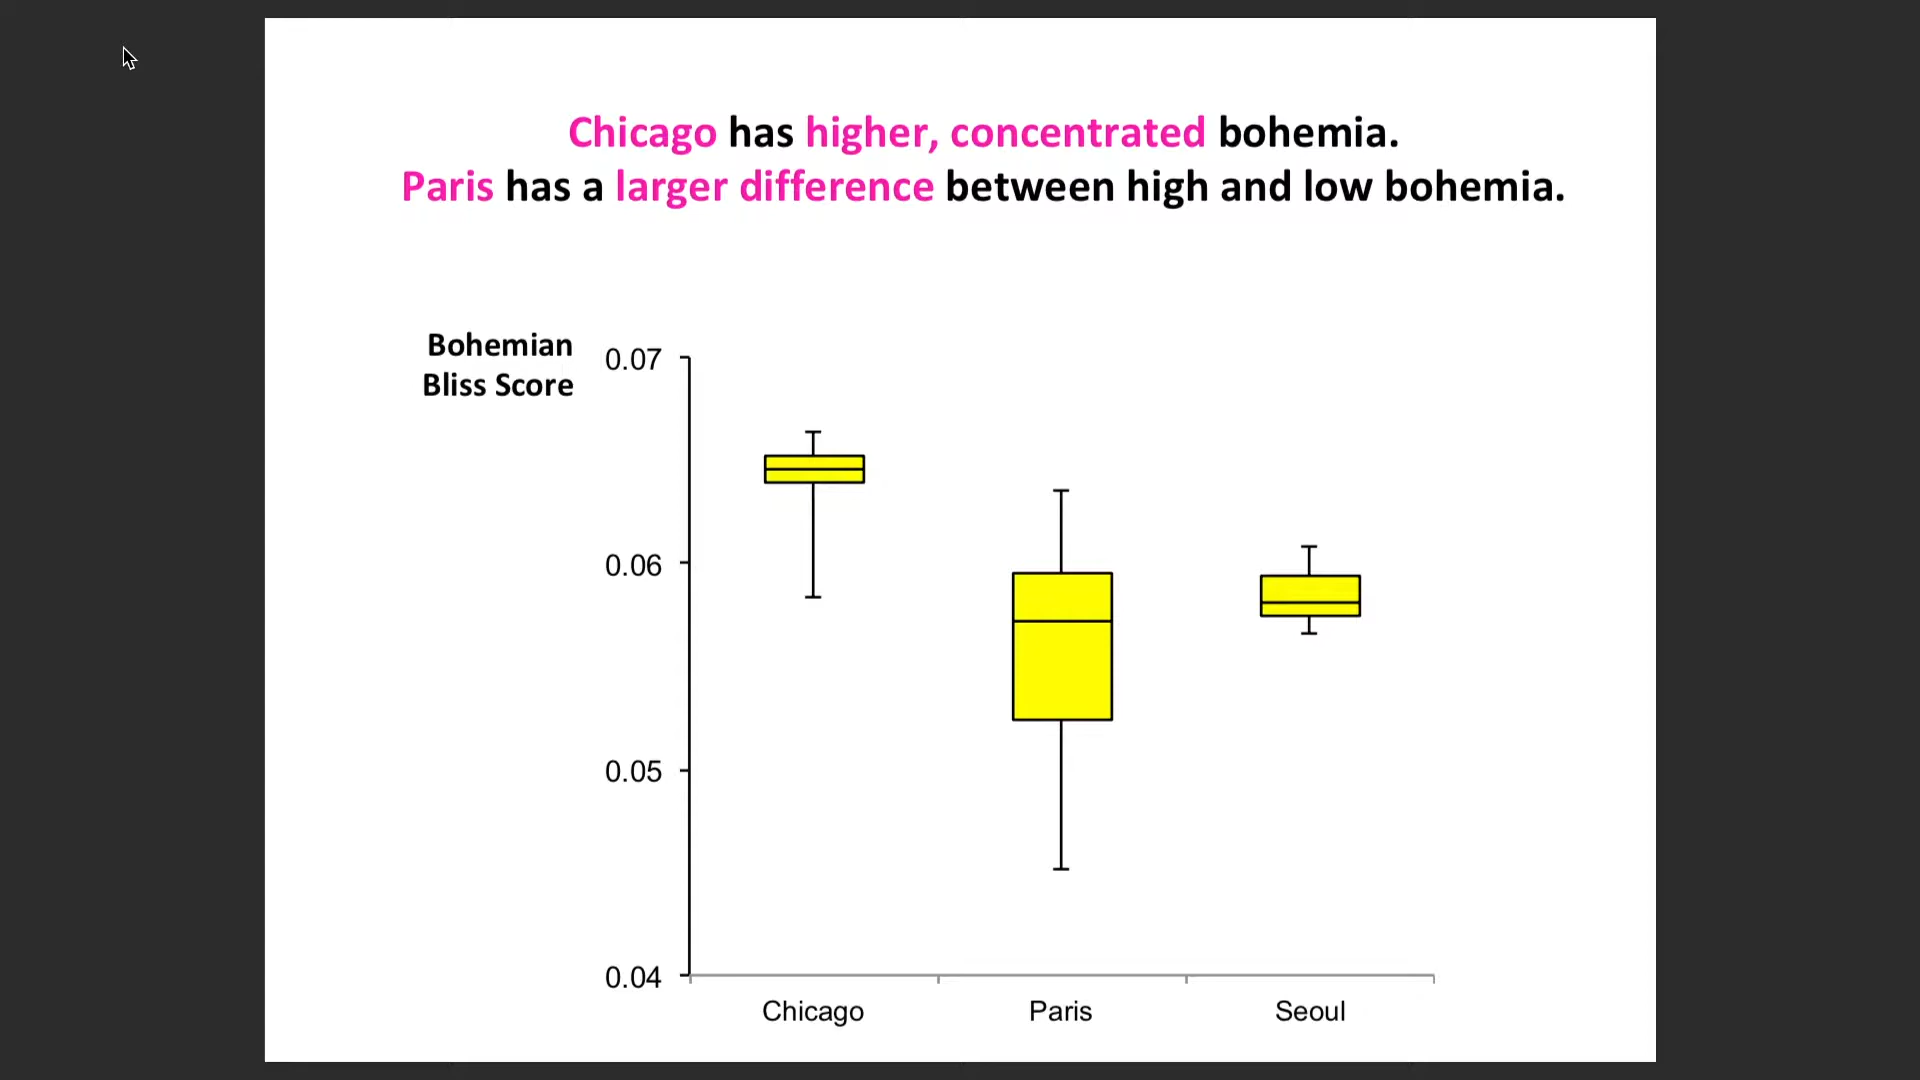 Chicago has higher, concentrated bohemia.
Paris has a larger difference between high and low bohemia.
Bohemian
Bliss Score
0.07
0.06
0.05
0.04
Chicago
Paris
Seoul